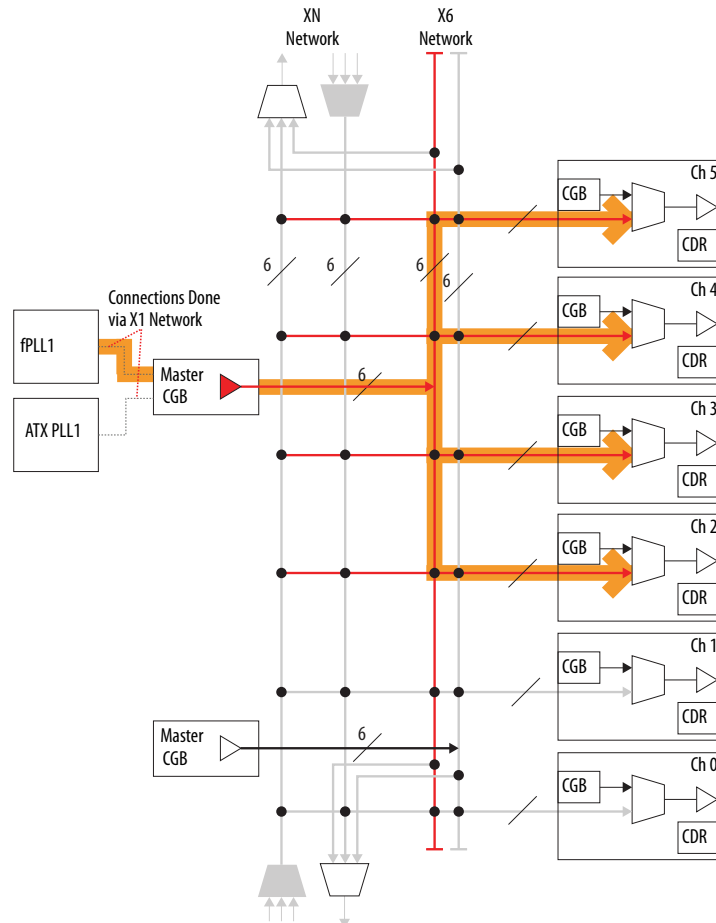 XN
Network
X6
Network
Ch 5
CGB
CDR
6
6
6
6
Ch 4
CGB
CDR
Connections Done
via X1 Network
fPLL1
Master
CGB
6
ATX PLL1
Ch 3
CGB
CDR
Ch 2
CGB
CDR
Ch 1
CGB
CDR
Master
CGB
6
Ch 0
CGB
CDR